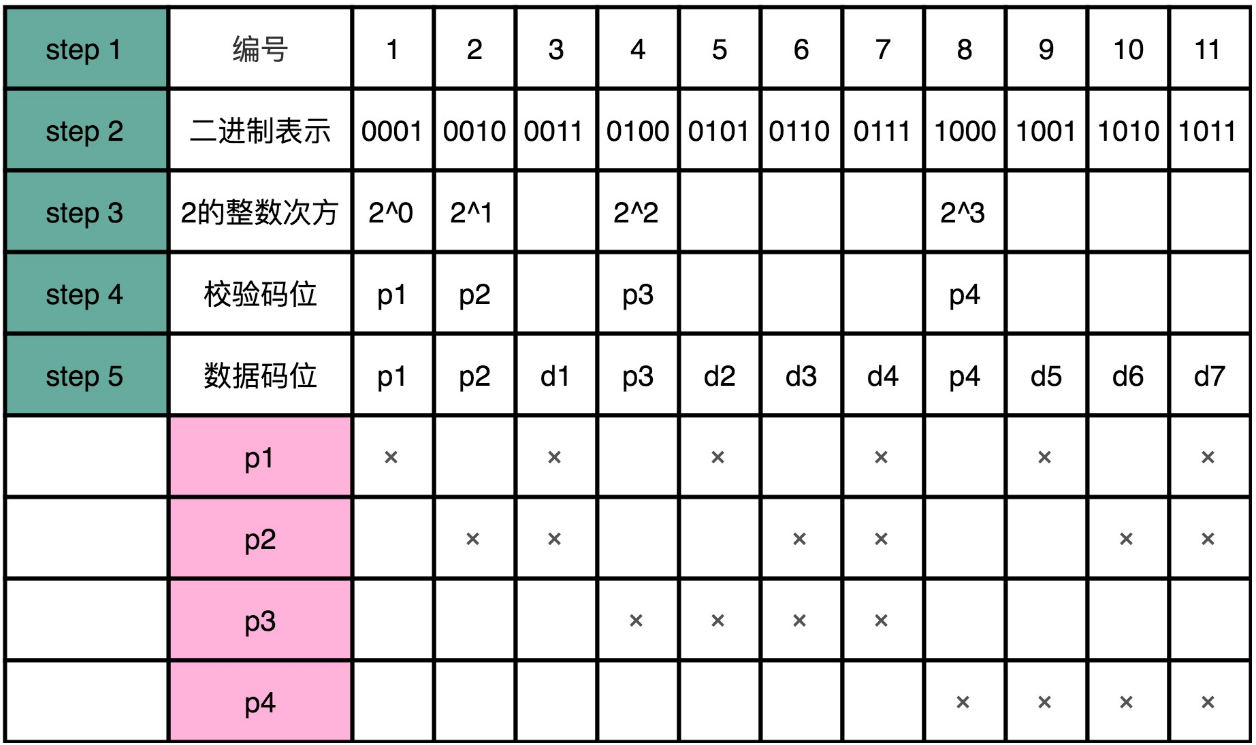 step 1 编号 1 2 3 4 5 6 7 8 9 10 11
step 2 二进制表示 0001 0010 0011 0100 0101 0110 0111 1000 1001 1010 1011
step 3 2的整数次方 2^0 2^1 2^2 2^3
step 4 校验码位 p1 p2 p3 p4
step 5 数据码位 p1 p2 d1 p3 d2 d3 d4 p4 d5 d6 d7
p1 × × × × × ×
p2 × × × × × ×
p3 × × × ×
p4 × × × ×